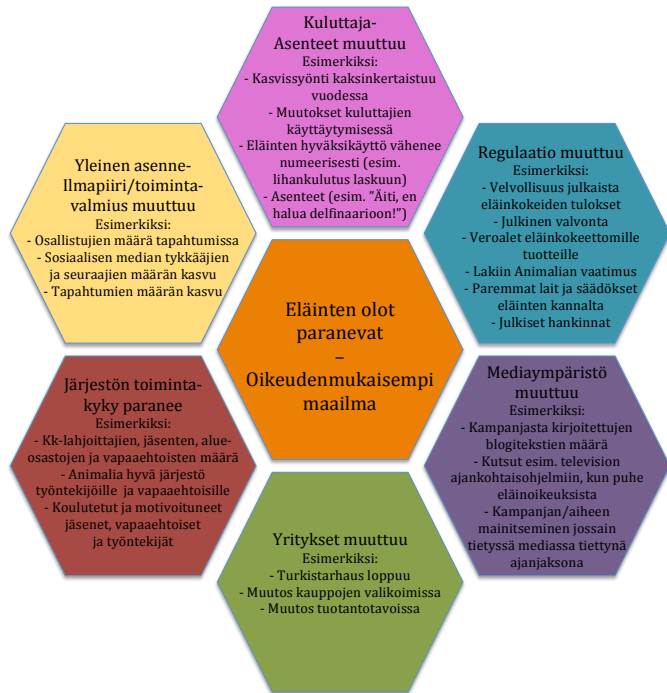 Kuluttaja-
Asenteet muuttuu
Esimerkiksi:
- Kasvissyönti kaksinkertaistuu
vuodessa
- Muutokset kuluttajien
käyttäytymisessä
- Eläinten hyväksikäyttö vähenee
numeerisesti (esim.
lihankulutus laskuun)
- Asenteet (esim. ”Äiti, en
halua delfinaarioon!”)
Yleinen asenne-
Ilmapiiri/toiminta-
valmius muuttuu
Esimerkiksi:
- Osallistujien määrä tapahtumissa
- Sosiaalisen median tykkääjien
ja seuraajien määrän kasvu
- Tapahtumien määrän kasvu
Regulaatio muuttuu
Esimerkiksi:
- Velvollisuus julkaista
eläinkokeiden tulokset
- Julkinen valvonta
- Veroalet eläinkokeettomille
tuotteille
- Lakiin Animalian vaatimus
- Paremmat lait ja säädökset
eläinten kannalta
- Julkiset hankinnat
Eläinten olot
paranevat
–
Oikeudenmukaisempi
maailma
Järjestön toiminta-
kyky paranee
Esimerkiksi:
- Kk-lahjoittajien, jäsenten, alue-
osastojen ja vapaaehtoisten määrä
- Animalia hyvä järjestö
työntekijöille ja vapaaehtoisille
- Koulutetut ja motivoituneet
jäsenet, vapaaehtoiset
ja työntekijät
Mediaympäristö
muuttuu
Esimerkiksi:
- Kampanjasta kirjoitettujen
blogitekstien määrä
- Kutsut esim. television
ajankohtaisohjelmiin, kun puhe
eläinoikeuksista
- Kampanjan/aiheen
mainitseminen jossain
tietyssä mediassa tiettynä
ajanjaksona
Yritykset muuttuu
Esimerkiksi:
- Turkistarhaus loppuu
- Muutos kauppojen valikoimissa
- Muutos tuotantotavoissa